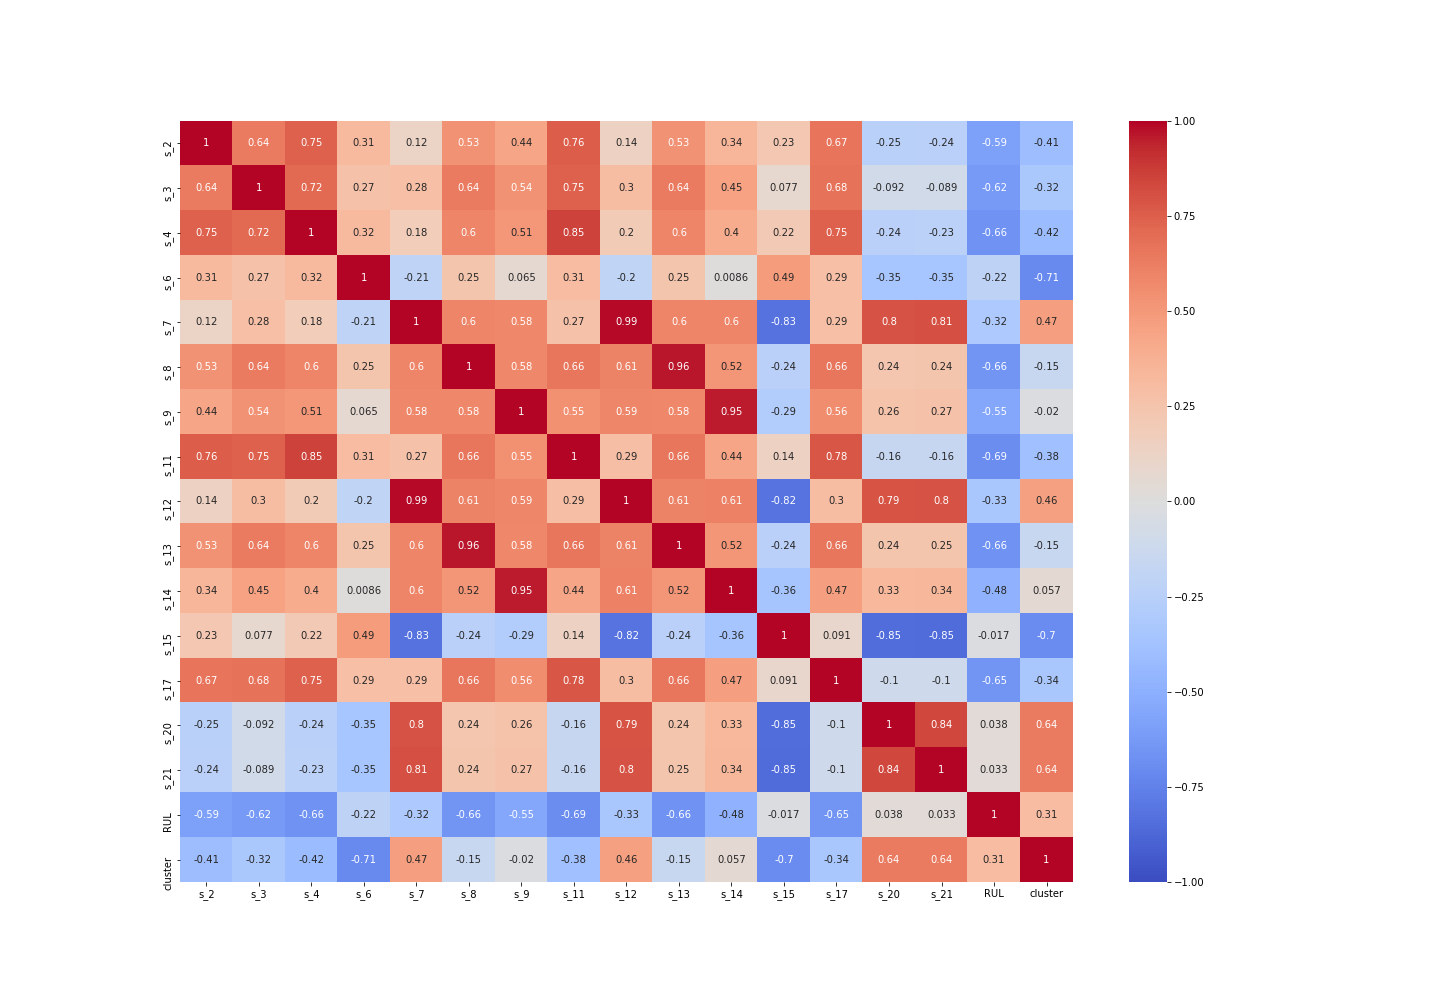 s_2 1 0.64 0.75 0.31 0.12 0.53 0.44 0.76 0.14 0.53 0.34 0.23 0.67 -0.25 -0.24 -0.59 -0.41
s_3 0.64 1 0.72 0.27 0.28 0.64 0.54 0.75 0.3 0.64 0.45 0.077 0.68 -0.092 -0.089 -0.62 -0.32
s_4 0.75 0.72 1 0.32 0.18 0.6 0.51 0.85 0.2 0.6 0.4 0.22 0.75 -0.24 -0.23 -0.66 -0.42
s_6 0.31 0.27 0.32 1 -0.21 0.25 0.065 0.31 -0.2 0.25 0.0086 0.49 0.29 -0.35 -0.35 -0.22 -0.71
s_7 0.12 0.28 0.18 -0.21 1 0.6 0.58 0.27 0.99 0.6 0.6 -0.83 0.29 0.8 0.81 -0.32 0.47
s_8 0.53 0.64 0.6 0.25 0.6 1 0.58 0.66 0.61 0.96 0.52 -0.24 0.66 0.24 0.24 -0.66 -0.15
s_9 0.44 0.54 0.51 0.065 0.58 0.58 1 0.55 0.59 0.58 0.95 -0.29 0.56 0.26 0.27 -0.55 -0.02
s_11 0.76 0.75 0.85 0.31 0.27 0.66 0.55 1 0.29 0.66 0.44 0.14 0.78 -0.16 -0.16 -0.69 -0.38
s_12 0.14 0.3 0.2 -0.2 0.99 0.61 0.59 0.29 1 0.61 0.61 -0.82 0.3 0.79 0.8 -0.33 0.46
s_13 0.53 0.64 0.6 0.25 0.6 0.96 0.58 0.66 0.61 1 0.52 -0.24 0.66 0.24 0.25 -0.66 -0.15
s_14 0.34 0.45 0.4 0.0086 0.6 0.52 0.95 0.44 0.61 0.52 1 -0.36 0.47 0.33 0.34 -0.48 0.057
s_15 0.23 0.077 0.22 0.49 -0.83 -0.24 -0.29 0.14 -0.82 -0.24 -0.36 1 0.091 -0.85 -0.85 -0.017 -0.7
s_17 0.67 0.68 0.75 0.29 0.29 0.66 0.56 0.78 0.3 0.66 0.47 0.091 1 -0.1 -0.1 -0.65 -0.34
s_20 -0.25 -0.092 -0.24 -0.35 0.8 0.24 0.26 -0.16 0.79 0.24 0.33 -0.85 -0.1 1 0.84 0.038 0.64
s_21 -0.24 -0.089 -0.23 -0.35 0.81 0.24 0.27 -0.16 0.8 0.25 0.34 -0.85 -0.1 0.84 1 0.033 0.64
RUL -0.59 -0.62 -0.66 -0.22 -0.32 -0.66 -0.55 -0.69 -0.33 -0.66 -0.48 -0.017 -0.65 0.038 0.033 1 0.31
cluster -0.41 -0.32 -0.42 -0.71 0.47 -0.15 -0.02 -0.38 0.46 -0.15 0.057 -0.7 -0.34 0.64 0.64 0.31 1
s_2 s_3 s_4 s_6 s_7 s_8 s_9 s_11 s_12 s_13 s_14 s_15 s_17 s_20 s_21 RUL cluster
1.00
0.75
0.50
0.25
0.00
−0.25
−0.50
−0.75
−1.00